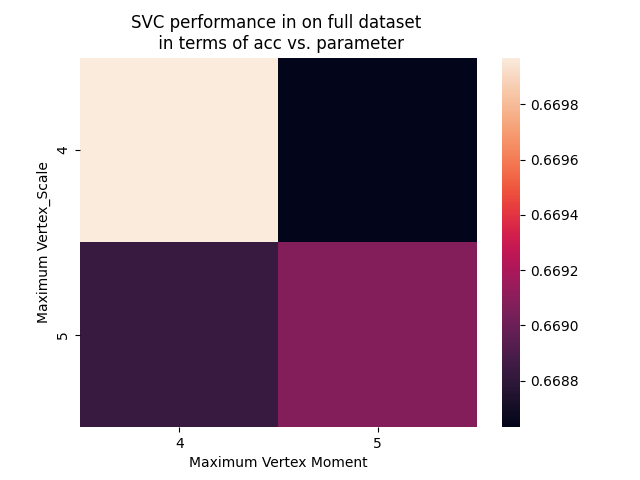 SVC performance in on full dataset
in terms of acc vs. parameter
Maximum Vertex_Scale
4
5
4
5
Maximum Vertex Moment
0.6698
0.6696
0.6694
0.6692
0.6690
0.6688